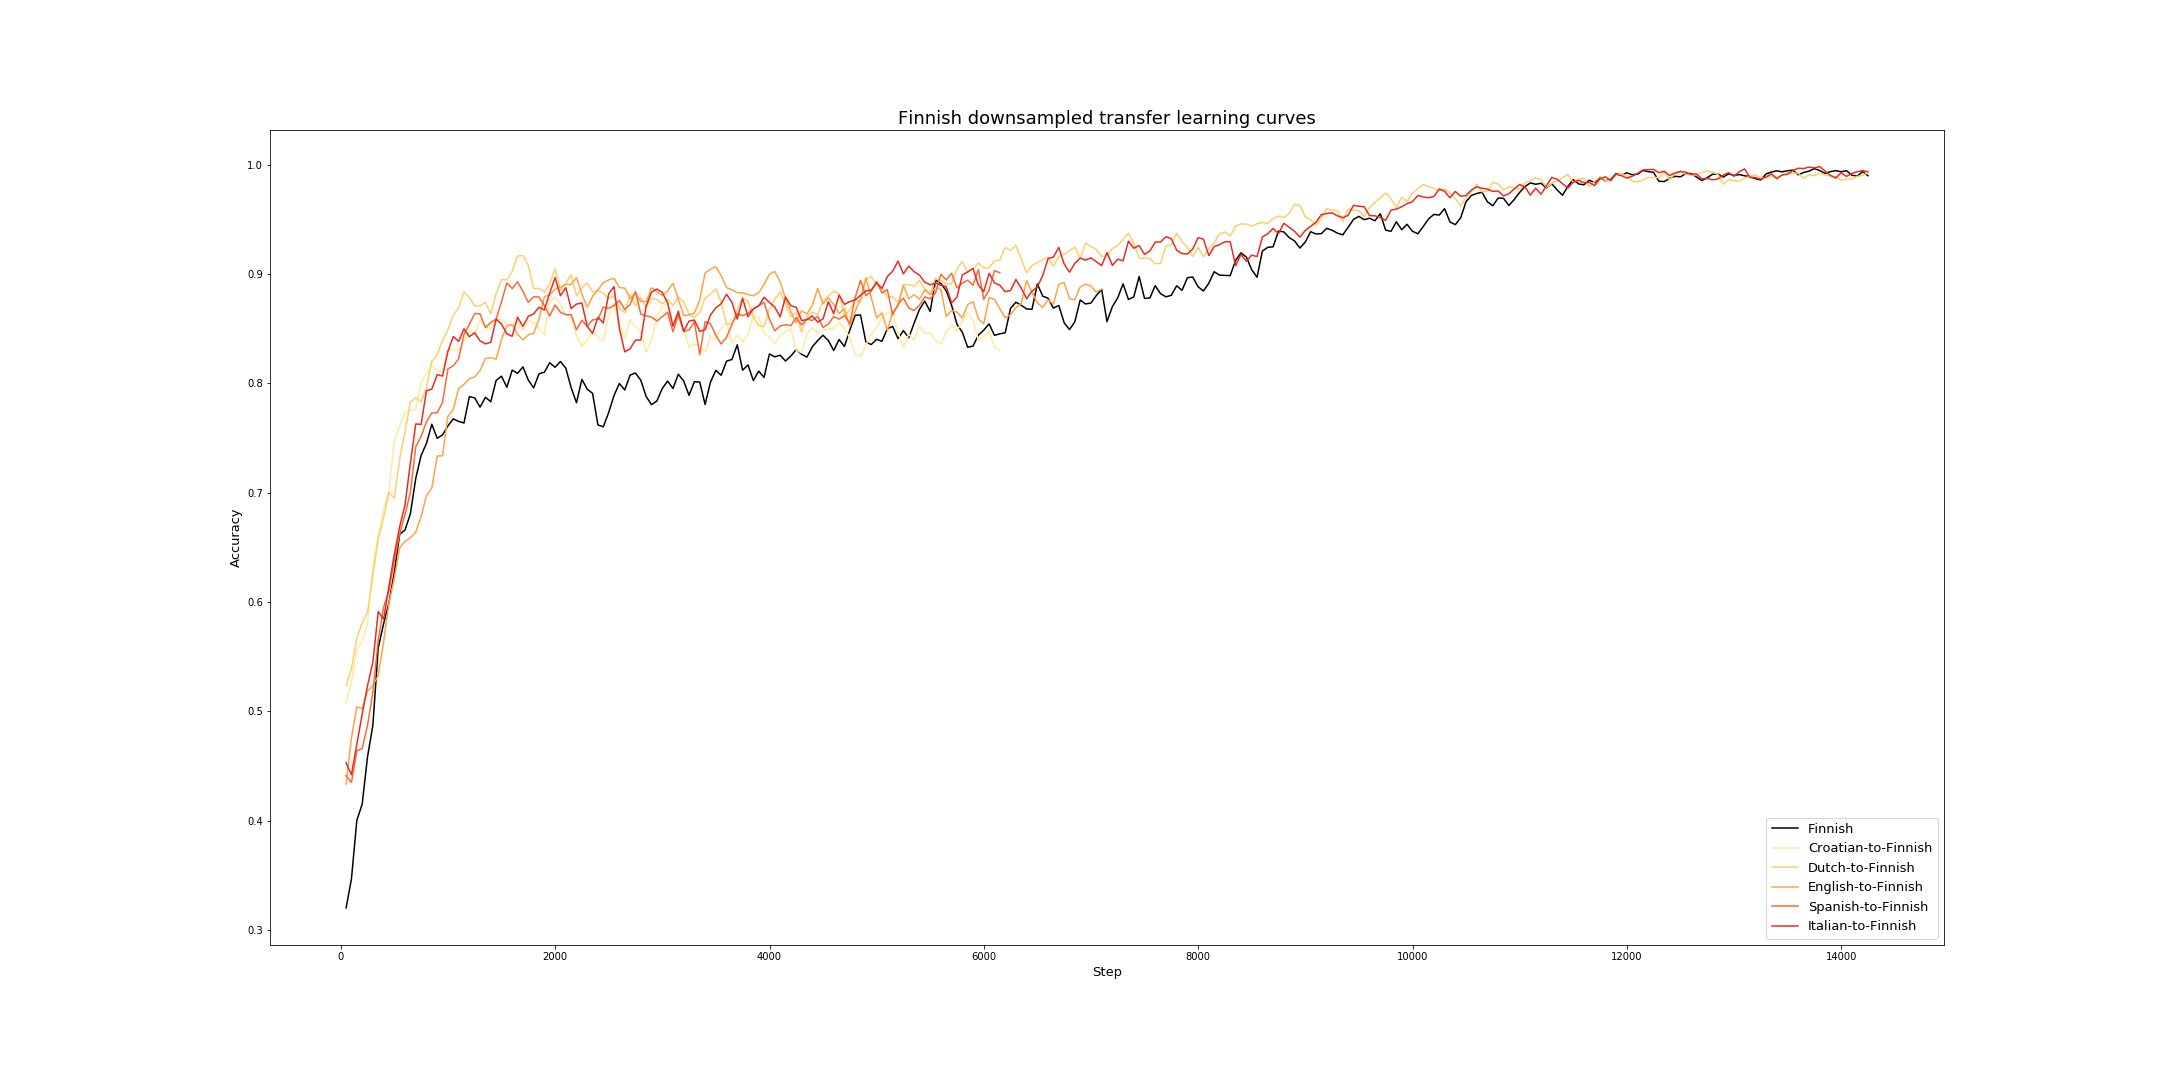 Finnish downsampled transfer learning curves
1.0
0.9
0.8
0.7
0.6
0.5
0.4
0.3
Accuracy
0
2000
4000
6000
8000
10000
12000
14000
Step
Finnish
Croatian-to-Finnish
Dutch-to-Finnish
English-to-Finnish
Spanish-to-Finnish
Italian-to-Finnish